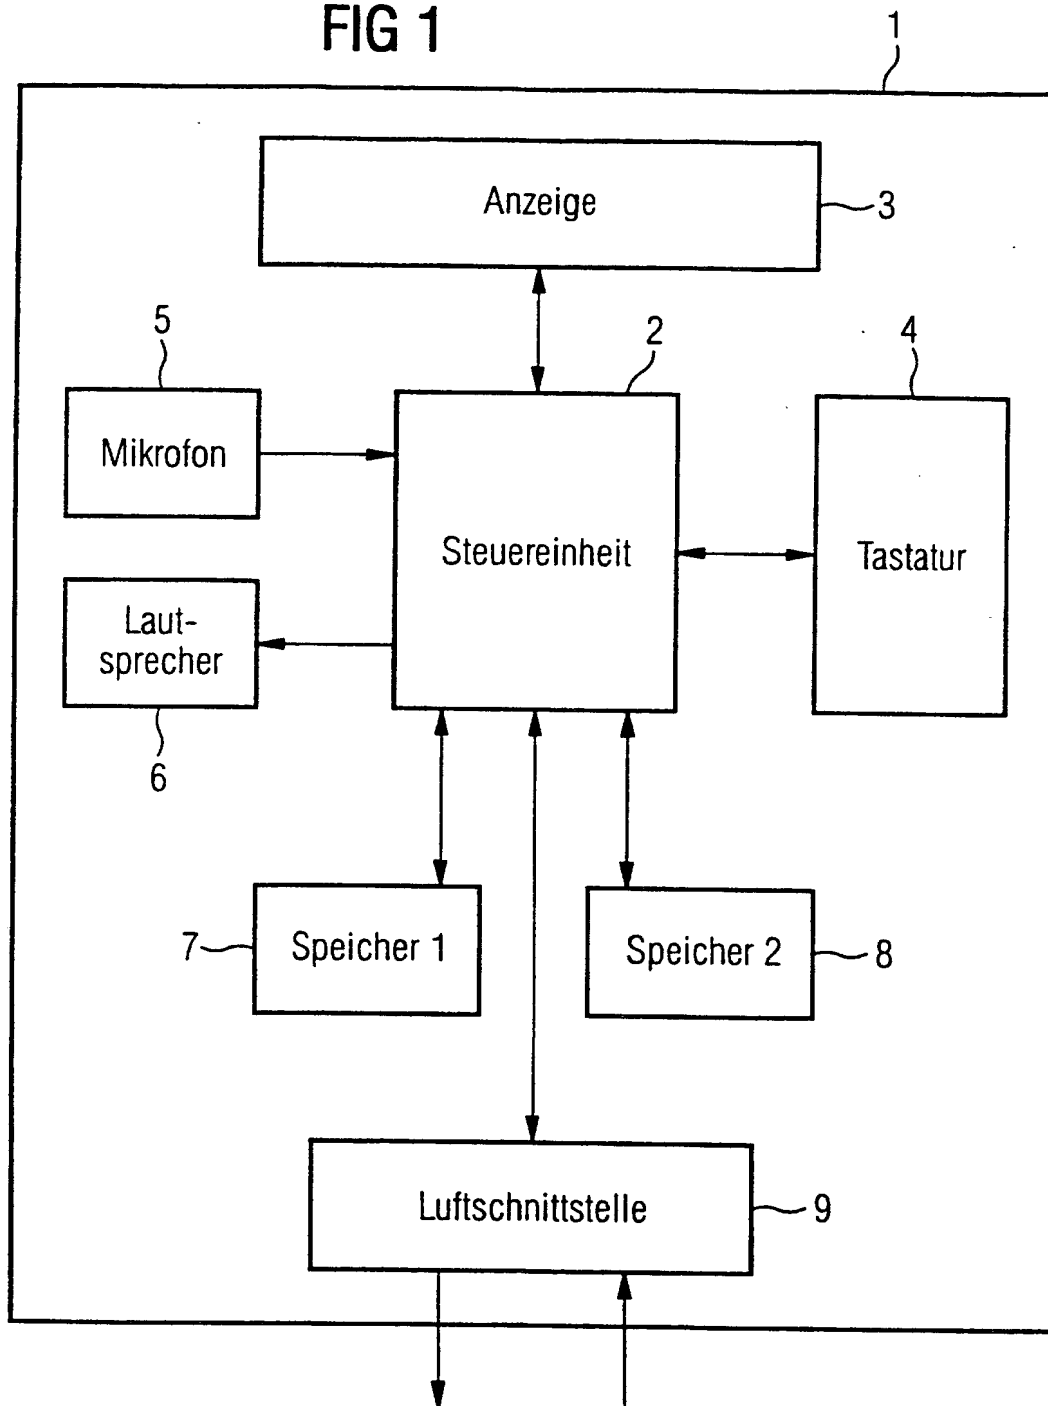 FIG 1
1
Anzeige
3
5
2
4
Mikrofon
Steuereinheit
Tastatur
Laut-
sprecher
6
7
Speicher 1
Speicher 2
8
Luftschnittstelle
9